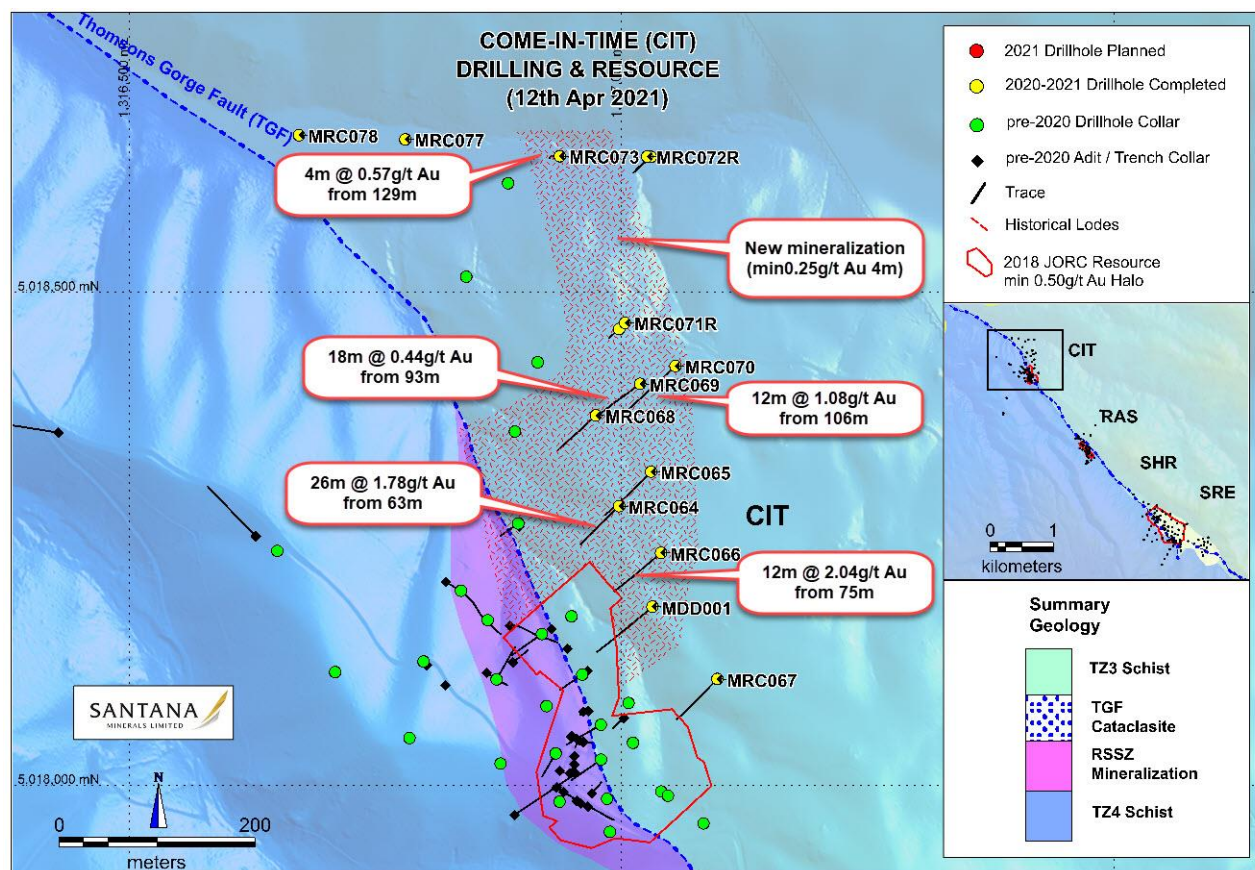 COME-IN-TIME (CIT)
DRILLING & RESOURCE
(12th Apr 2021)
Thomsons Gorge Fault (TGF)
1,316,500 mE
MRC078
MRC077
MRC073
MRC072R
4m @ 0.57g/t Au
from 129m
New mineralization
(min0.25g/t Au 4m)
5,018,500 mN
MRC071R
18m @ 0.44g/t Au
from 93m
MRC070
MRC069
MRC068
12m @ 1.08g/t Au
from 106m
26m @ 1.78g/t Au
from 63m
MRC065
MRC064
CIT
MRC066
12m @ 2.04g/t Au
from 75m
MDD001
MRC067
SANTANA
MINERALS LIMITED
5,018,000 mN
N
0 200
meters
2021 Drillhole Planned
2020-2021 Drillhole Completed
pre-2020 Drillhole Collar
pre-2020 Adit / Trench Collar
Trace
Historical Lodes
2018 JORC Resource
min 0.50g/t Au Halo
CIT
RAS
SHR
SRE
0 1
kilometers
Summary
Geology
TZ3 Schist
TGF
Cataclasite
RSSZ
Mineralization
TZ4 Schist